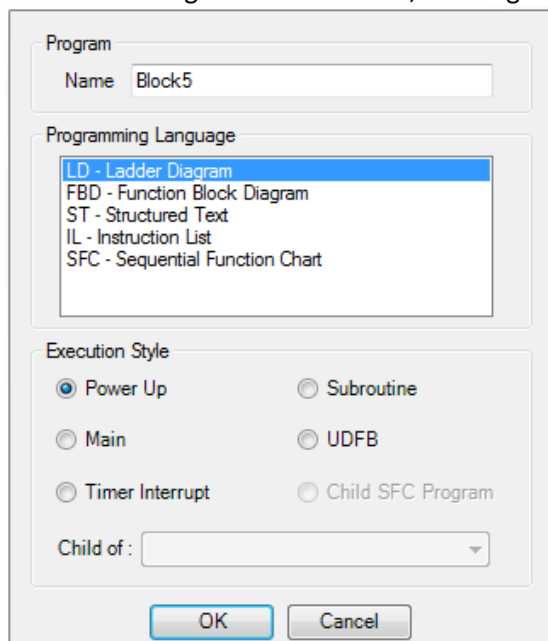 Program
Name Block5
Programming Language
LD - Ladder Diagram
FBD - Function Block Diagram
ST - Structured Text
IL - Instruction List
SFC - Sequential Function Chart
Execution Style
Power Up Subroutine
Main UDFB
Timer Interrupt Child SFC Program
Child of :
OK Cancel